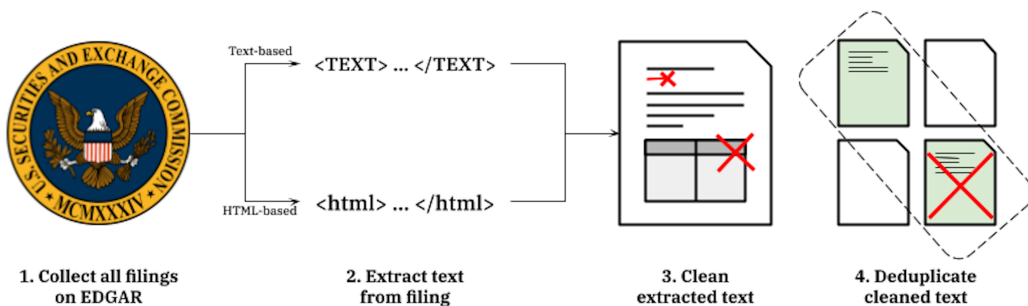 U.S. SECURITIES AND EXCHANGE COMMISSION
MCMXXXIV
Text-based
<TEXT> ... </TEXT>
HTML-based
<html> ... </html>
1. Collect all filings
on EDGAR
2. Extract text
from filing
3. Clean
extracted text
4. Deduplicate
cleaned text